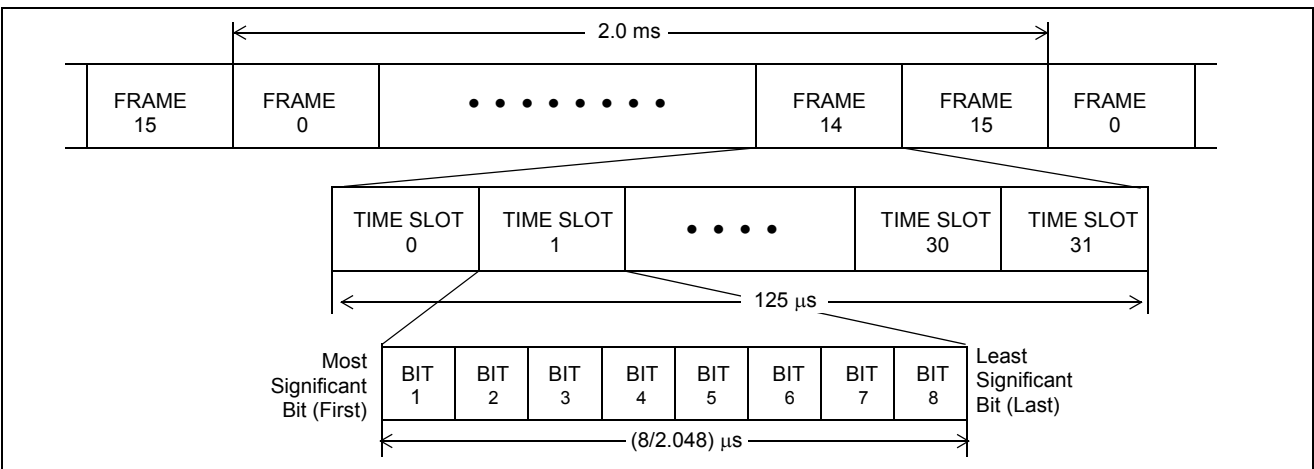 2.0 ms
FRAME 15
FRAME 0
FRAME 14
FRAME 15
FRAME 0
TIME SLOT 0
TIME SLOT 1
TIME SLOT 30
TIME SLOT 31
125 μs
Most
Significant
Bit (First)
BIT 1
BIT 2
BIT 3
BIT 4
BIT 5
BIT 6
BIT 7
BIT 8
Least
Significant
Bit (Last)
(8/2.048) μs